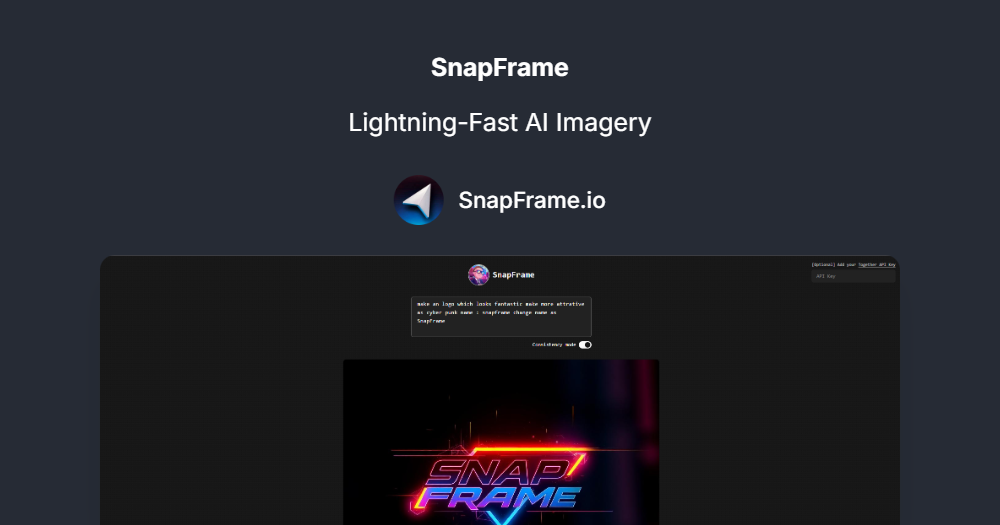 SnapFrame
Lightning-Fast AI Imagery
SnapFrame.io
[Optional] Add your Together API Key
API Key
SnapFrame
make an logo which looks fantastic make more attrative
as cyber punk name : snapframe change name as
SnapFrame
Consistency mode
SNAP
FRAME